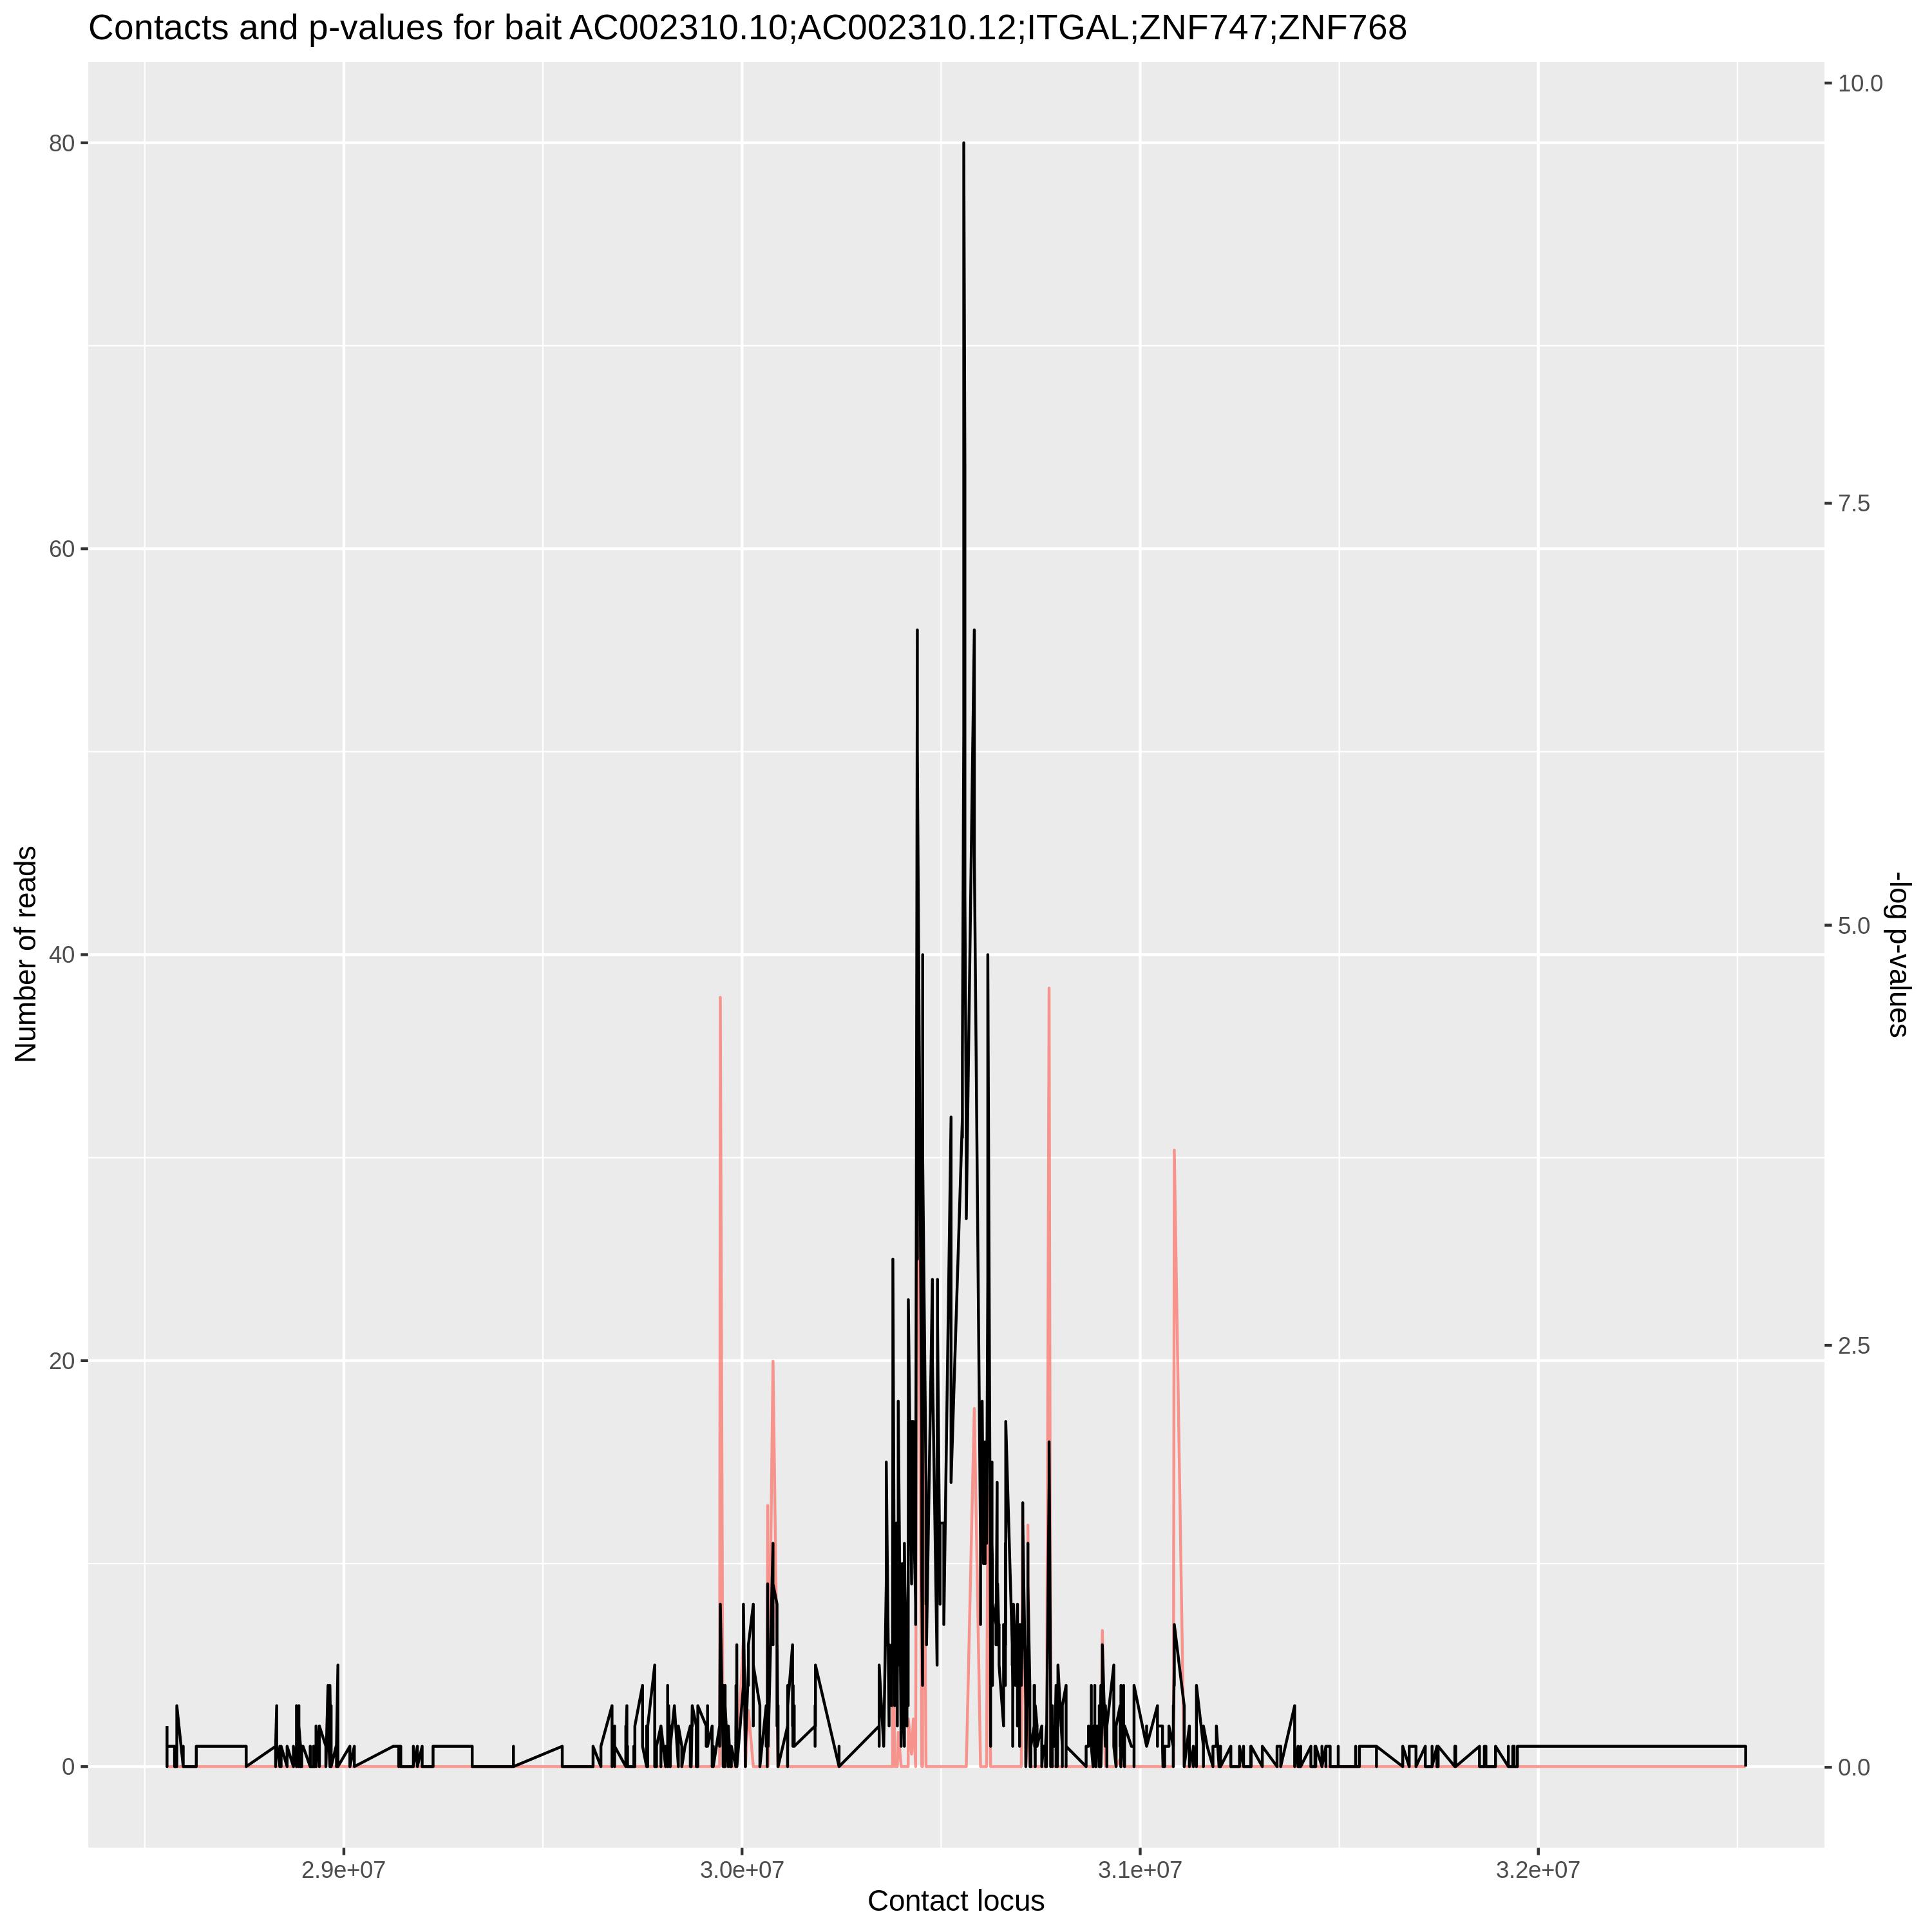 Contacts and p-values for bait AC002310.10;AC002310.12;ITGAL;ZNF747;ZNF768
10.0
80
7.5
60
Number of reads
-log p-values
5.0
40
2.5
20
0
0.0
2.9e+07
3.0e+07
3.1e+07
3.2e+07
Contact locus